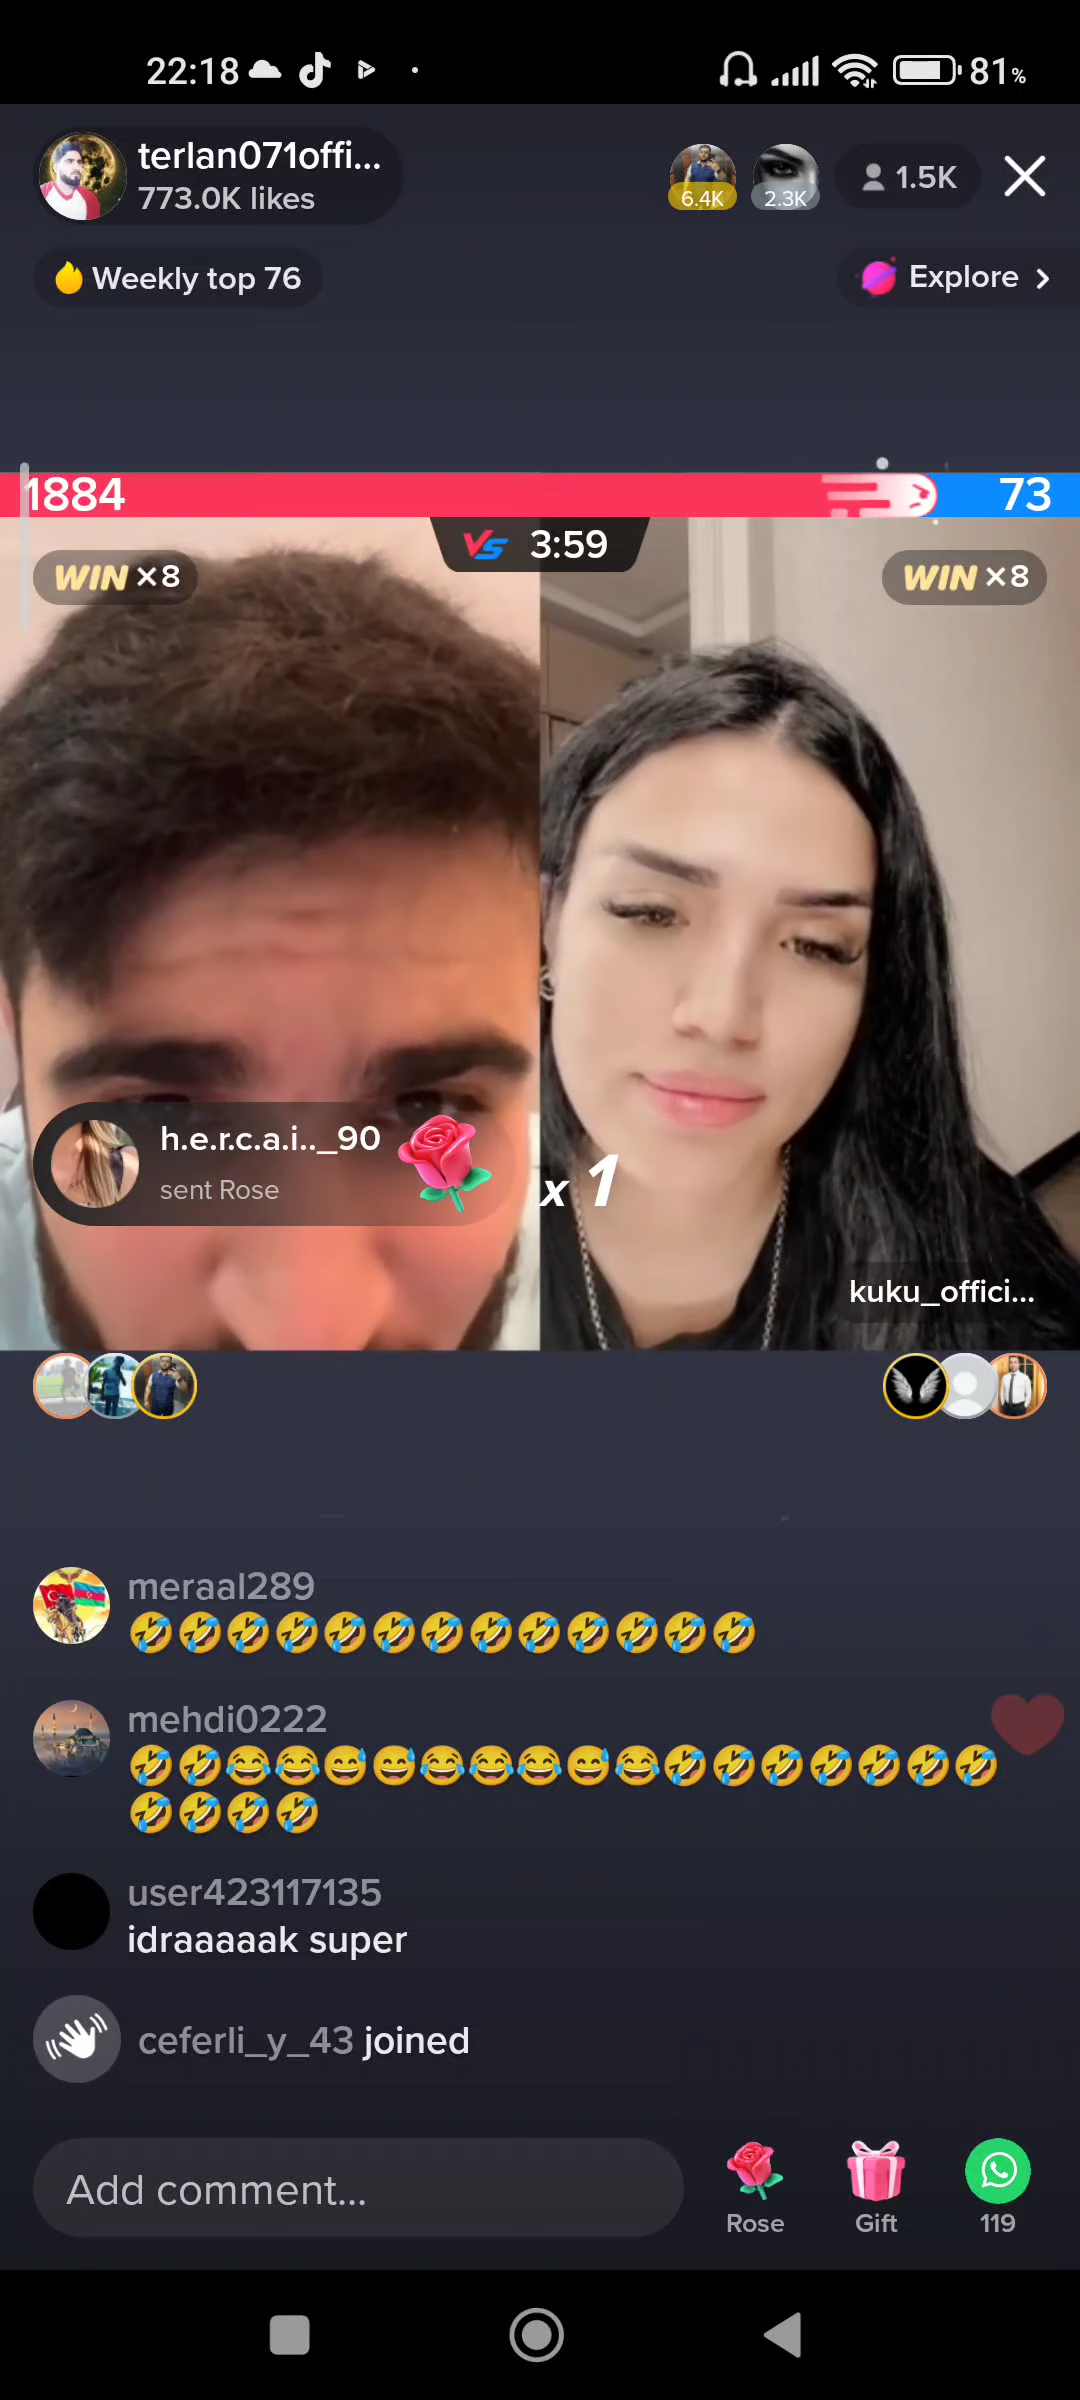 22:18
81%
terlan071offi...
773.0K likes
6.4K
2.3K
1.5K
Weekly top 76
Explore
1884
73
VS 3:59
WIN ×8
WIN ×8
h.e.r.c.a.i.._90
sent Rose
x 1
kuku_offici...
meraal289
🤣🤣🤣🤣🤣🤣🤣🤣🤣🤣🤣🤣🤣
mehdi0222
🤣🤣😂😂😅😅😂😂😂😅😂🤣🤣🤣🤣🤣🤣🤣
🤣🤣🤣🤣
user423117135
idraaaaak super
ceferli_y_43 joined
Add comment...
Rose
Gift
119